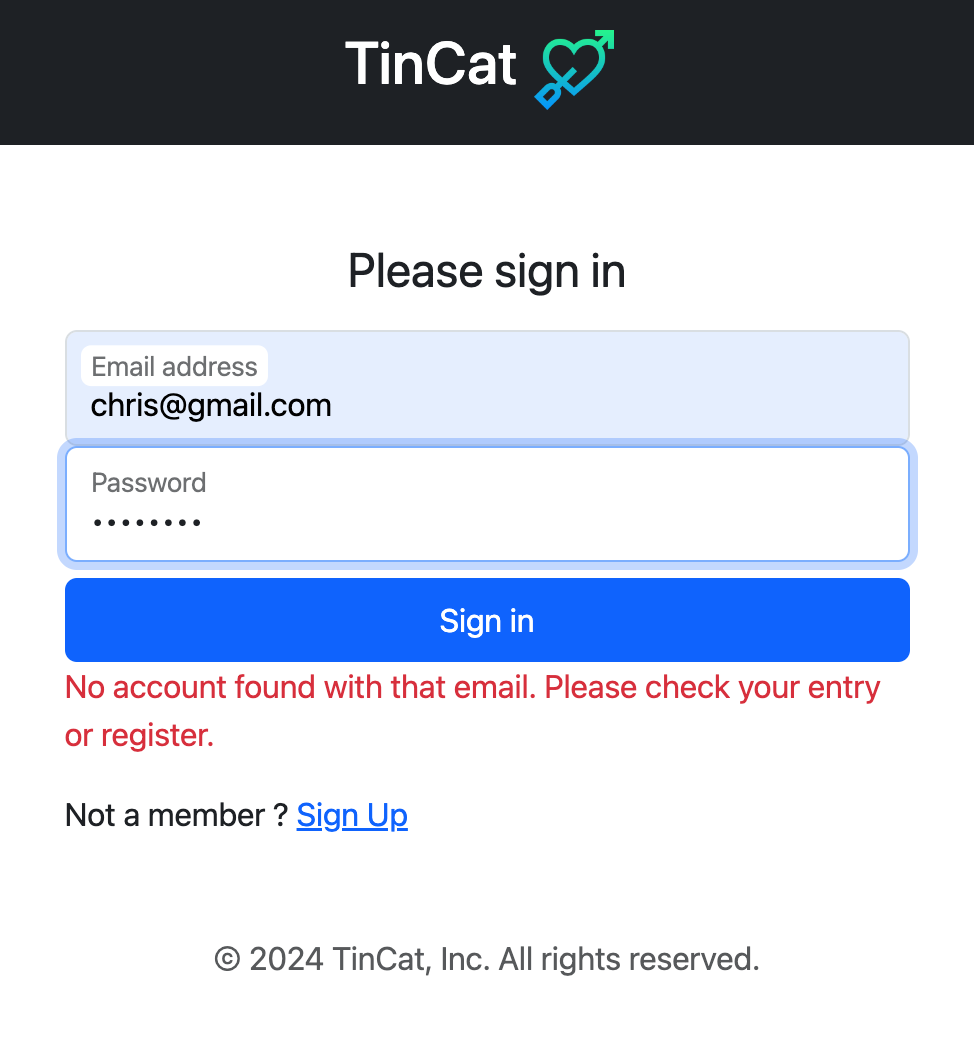 TinCat
Please sign in
Email address
chris@gmail.com
Password
••••••••
Sign in
No account found with that email. Please check your entry
or register.
Not a member ? Sign Up
© 2024 TinCat, Inc. All rights reserved.